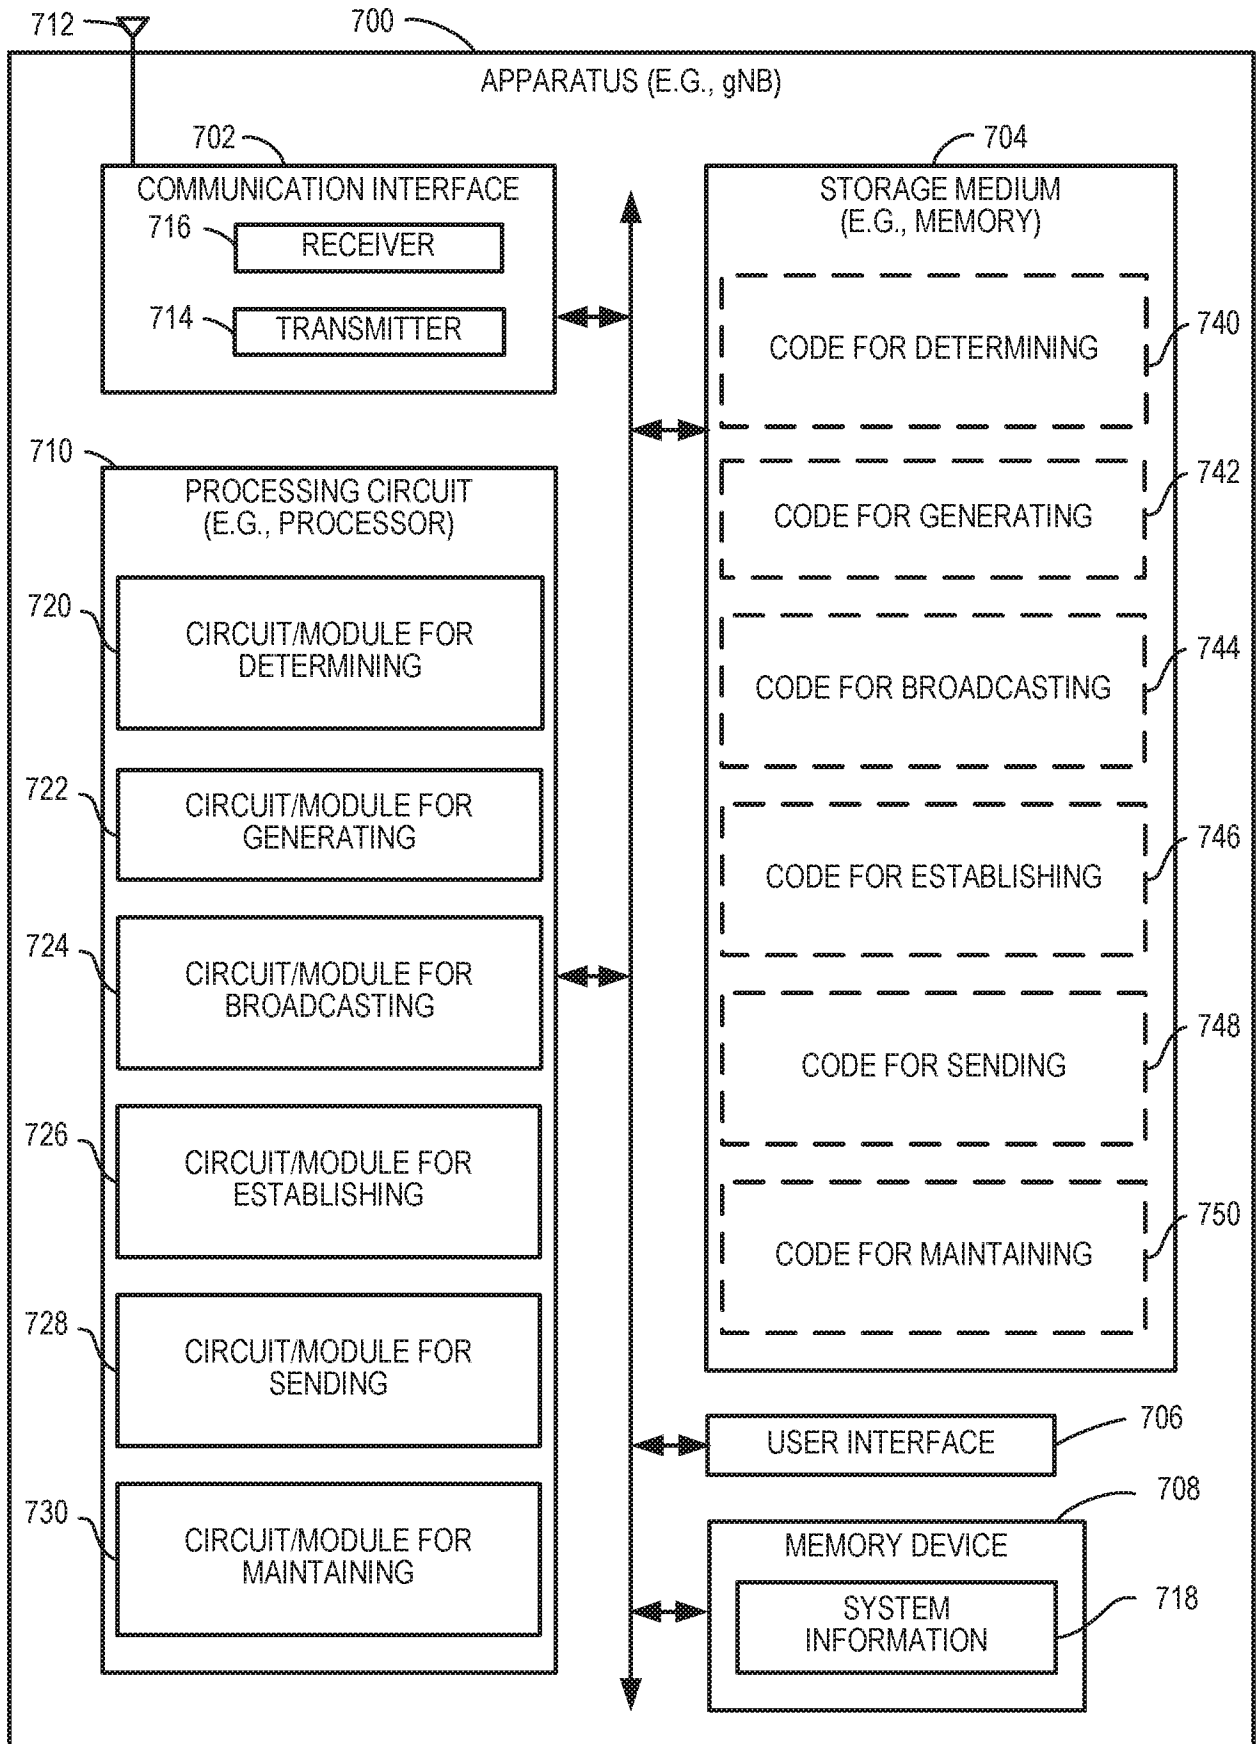 712
700
APPARATUS (E.G., gNB)
702
COMMUNICATION INTERFACE
716
RECEIVER
714
TRANSMITTER
704
STORAGE MEDIUM
(E.G., MEMORY)
CODE FOR DETERMINING
740
CODE FOR GENERATING
742
CODE FOR BROADCASTING
744
CODE FOR ESTABLISHING
746
CODE FOR SENDING
748
CODE FOR MAINTAINING
750
710
PROCESSING CIRCUIT
(E.G., PROCESSOR)
720
CIRCUIT/MODULE FOR
DETERMINING
722
CIRCUIT/MODULE FOR
GENERATING
724
CIRCUIT/MODULE FOR
BROADCASTING
726
CIRCUIT/MODULE FOR
ESTABLISHING
728
CIRCUIT/MODULE FOR
SENDING
730
CIRCUIT/MODULE FOR
MAINTAINING
706
USER INTERFACE
708
MEMORY DEVICE
718
SYSTEM
INFORMATION